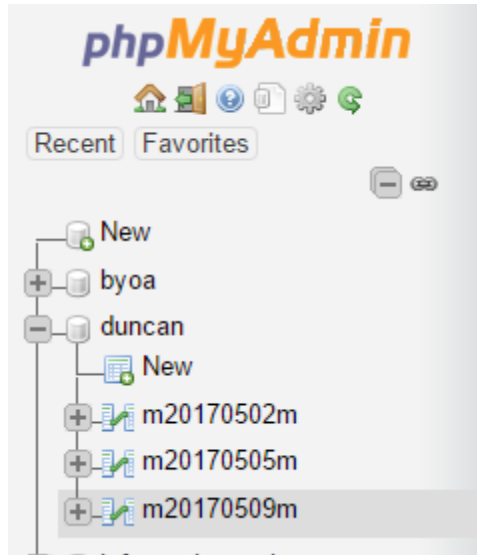 phpMyAdmin
Recent Favorites
New
byoa
duncan
New
m20170502m
m20170505m
m20170509m